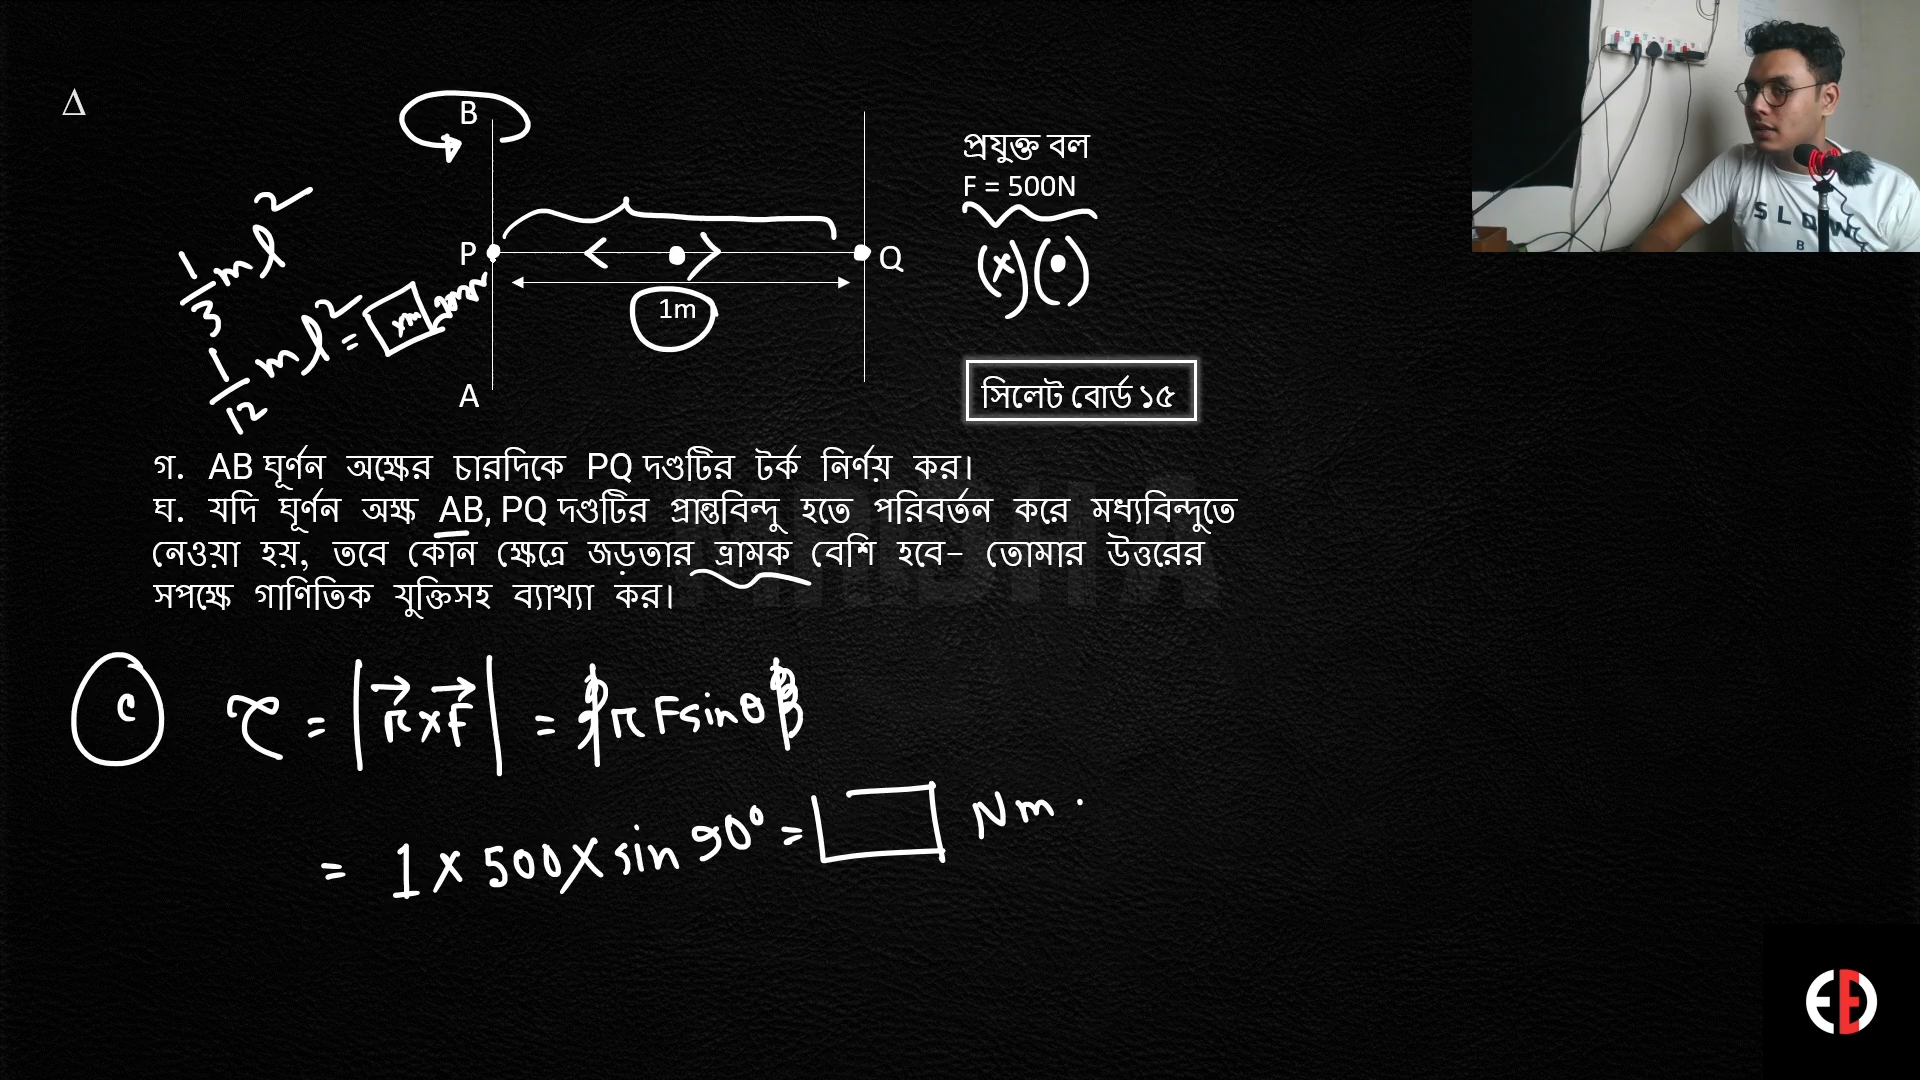 Δ
B
প্রযুক্ত বল
F = 500N
P
Q
(x)(•)
1/3 ml²
1/12 ml² =
1m
A
সিলেট বোর্ড ১৫
গ. AB ঘূর্ণন অক্ষের চারদিকে PQ দণ্ডটির টর্ক নির্ণয় কর।
ঘ. যদি ঘূর্ণন অক্ষ AB, PQ দণ্ডটির প্রান্তবিন্দু হতে পরিবর্তন করে মধ্যবিন্দুতে
নেওয়া হয়, তবে কোন ক্ষেত্রে জড়তার ভ্রামক বেশি হবে– তোমার উত্তরের
সপক্ষে গাণিতিক যুক্তিসহ ব্যাখ্যা কর।
c τ = |r⃗ x F⃗| = rFsinθ
= 1 x 500 x sin 90° = Nm.
SLOW
B